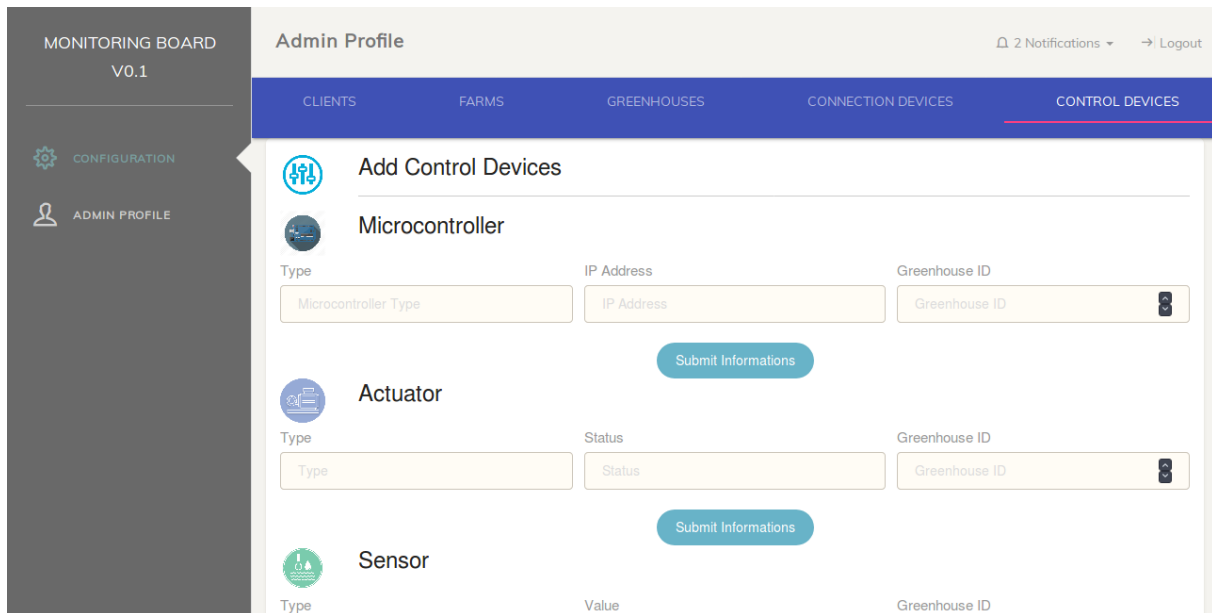 MONITORING BOARD
V0.1
CONFIGURATION
ADMIN PROFILE
Admin Profile
2 Notifications
Logout
CLIENTS FARMS GREENHOUSES CONNECTION DEVICES CONTROL DEVICES
Add Control Devices
Microcontroller
Type IP Address Greenhouse ID
Microcontroller Type IP Address Greenhouse ID
Submit Informations
Actuator
Type Status Greenhouse ID
Type Status Greenhouse ID
Submit Informations
Sensor
Type Value Greenhouse ID